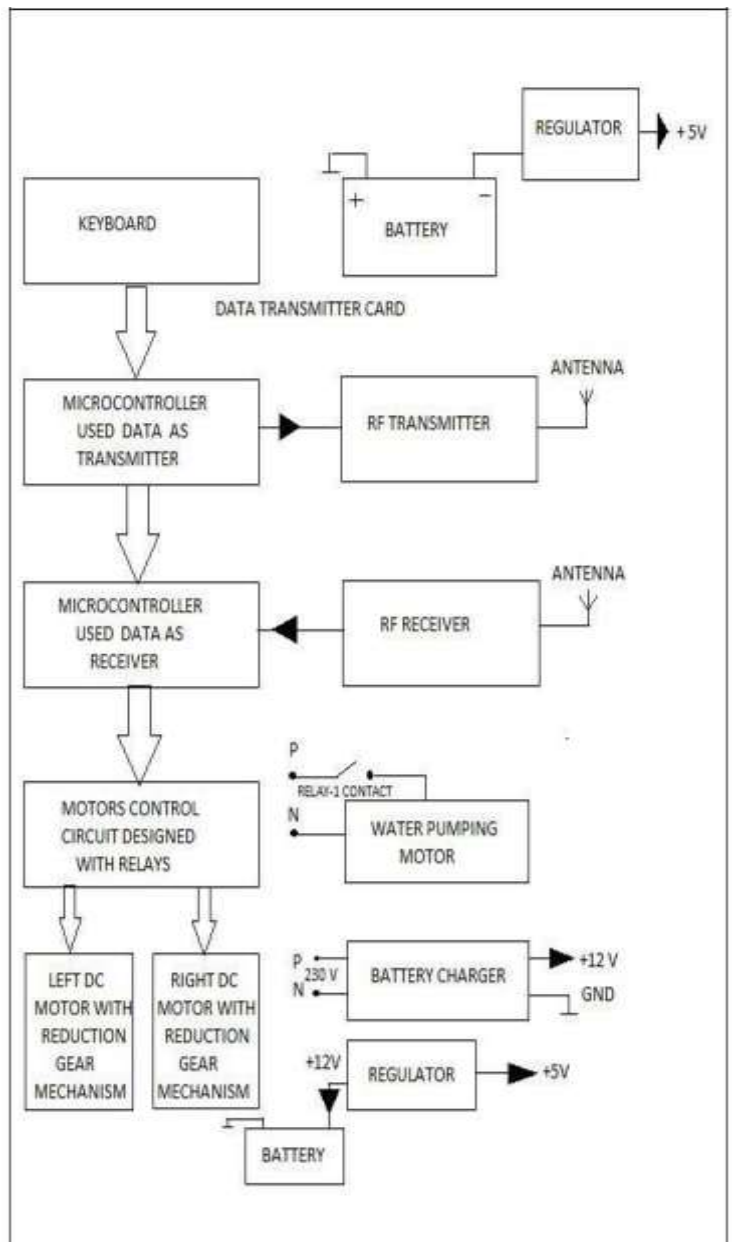 REGULATOR
+ 5V
+ −
BATTERY
KEYBOARD
DATA TRANSMITTER CARD
MICROCONTROLLER
USED DATA AS
TRANSMITTER
RF TRANSMITTER
ANTENNA
MICROCONTROLLER
USED DATA AS
RECEIVER
RF RECEIVER
ANTENNA
MOTORS CONTROL
CIRCUIT DESIGNED
WITH RELAYS
P
RELAY-1 CONTACT
N
WATER PUMPING
MOTOR
LEFT DC
MOTOR WITH
REDUCTION
GEAR
MECHANISM
RIGHT DC
MOTOR WITH
REDUCTION
GEAR
MECHANISM
P
230 V
N
BATTERY CHARGER
+12 V
GND
+12V
REGULATOR
+5V
BATTERY